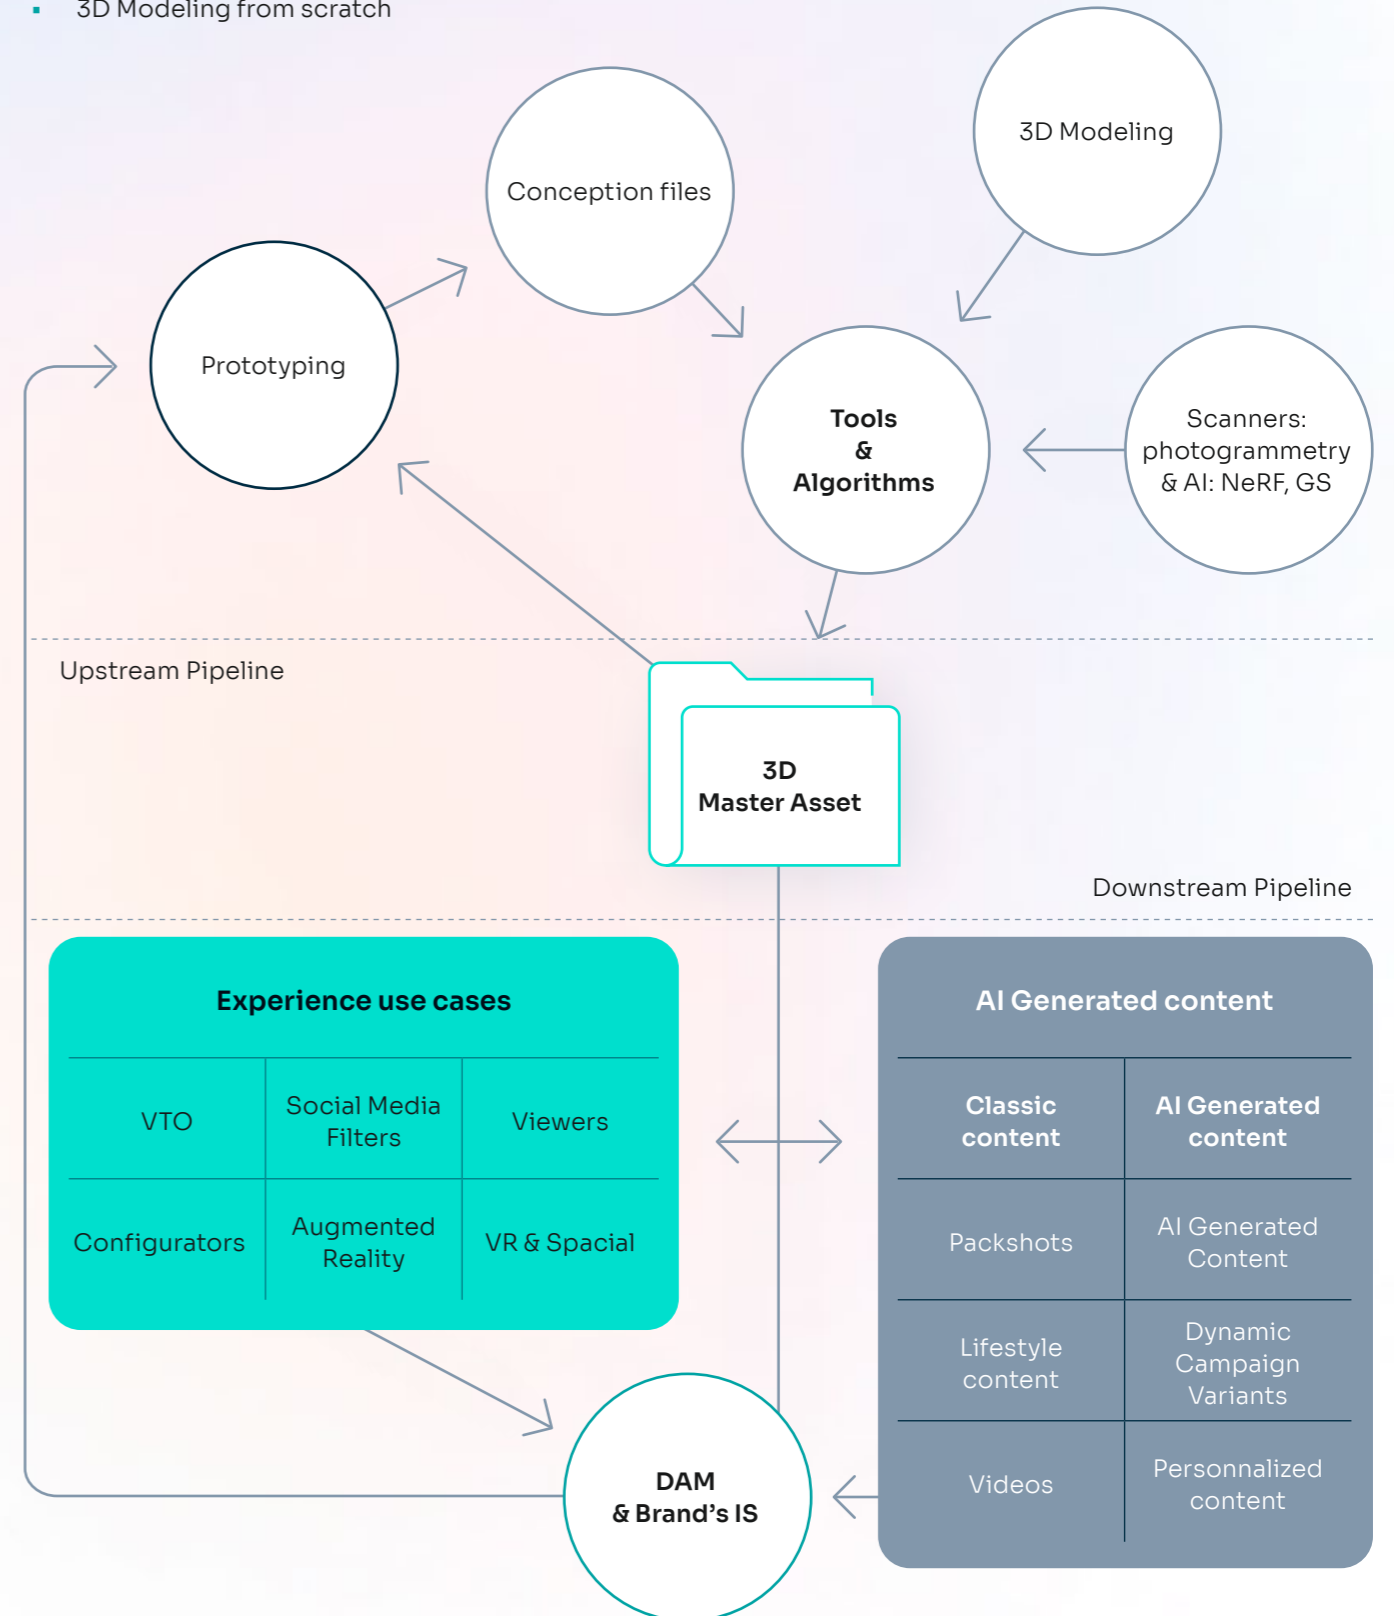 3D Modeling from scratch
3D Modeling
Conception files
Prototyping
Tools
&
Algorithms
Scanners:
photogrammetry
& AI: NeRF, GS
Upstream Pipeline
3D
Master Asset
Downstream Pipeline
Experience use cases
VTO
Social Media
Filters
Viewers
Configurators
Augmented
Reality
VR & Spacial
AI Generated content
Classic
content
AI Generated
content
Packshots
AI Generated
Content
Lifestyle
content
Dynamic
Campaign
Variants
Videos
Personnalized
content
DAM
& Brand’s IS